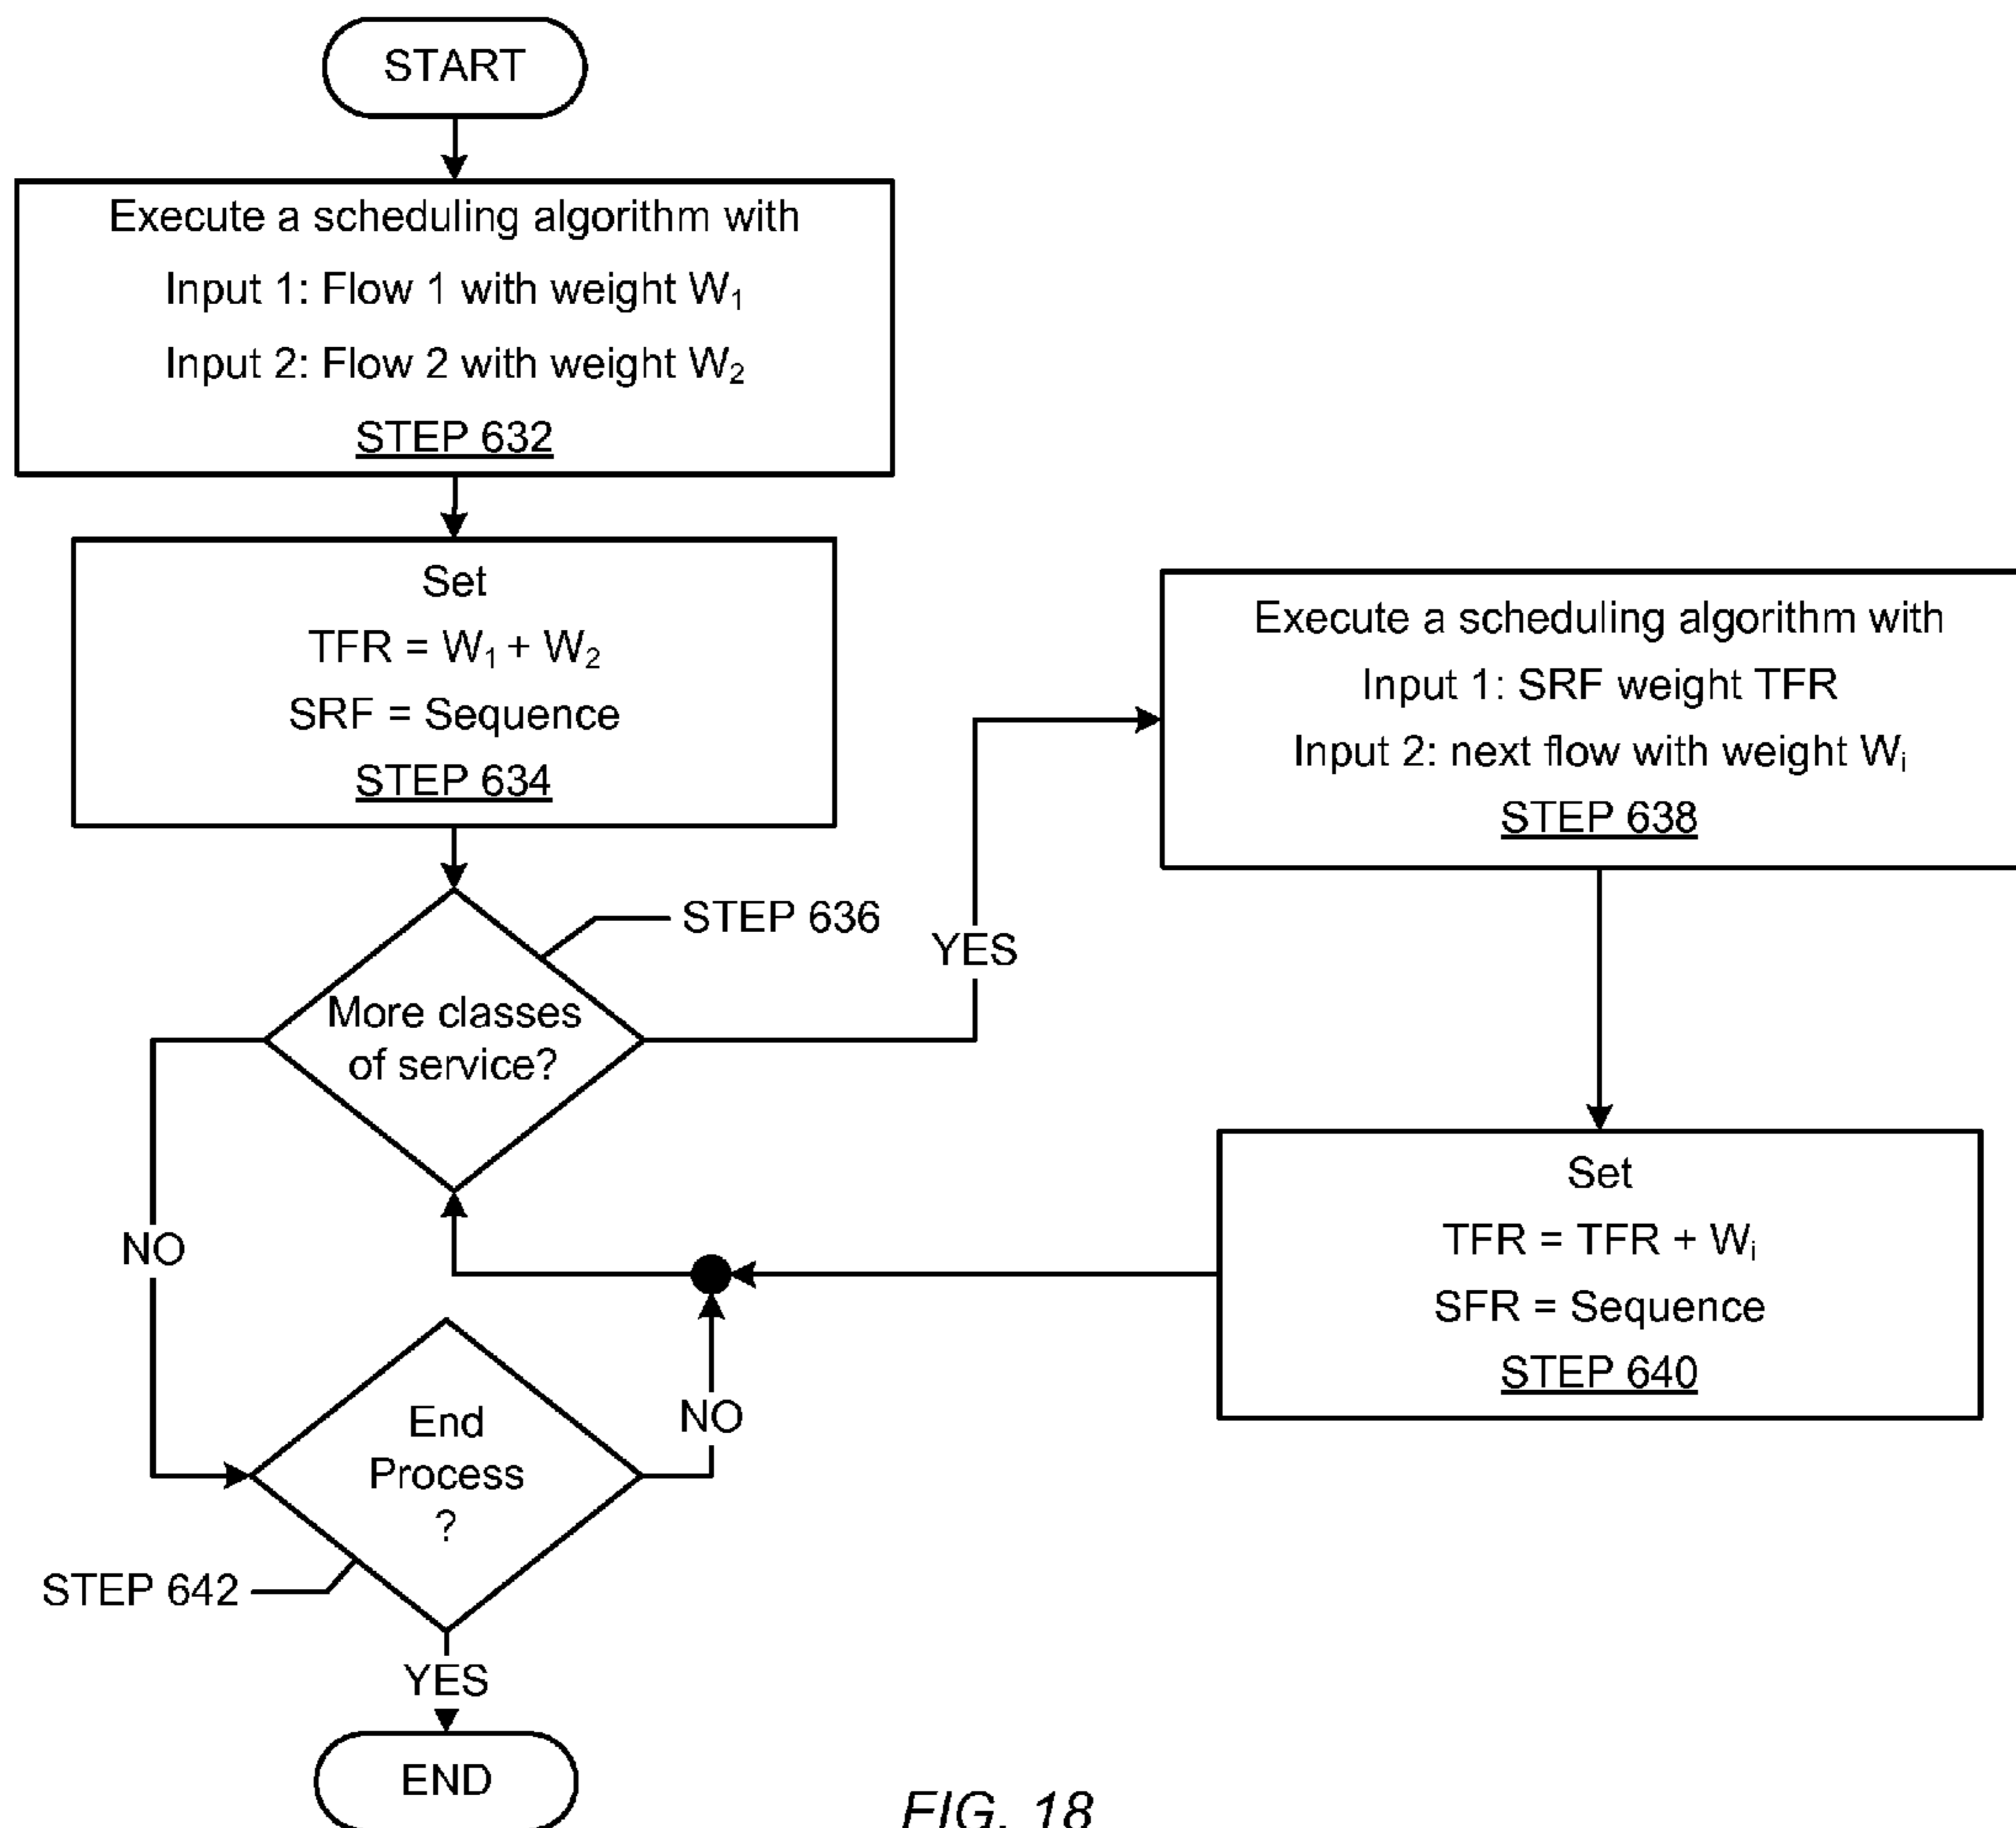 START
Execute a scheduling algorithm with
Input 1: Flow 1 with weight W₁
Input 2: Flow 2 with weight W₂
STEP 632
Set
TFR = W₁ + W₂
SRF = Sequence
STEP 634
STEP 636
More classes
of service?
YES
NO
Execute a scheduling algorithm with
Input 1: SRF weight TFR
Input 2: next flow with weight Wᵢ
STEP 638
Set
TFR = TFR + Wᵢ
SFR = Sequence
STEP 640
End
Process
?
NO
STEP 642
YES
END
FIG. 18